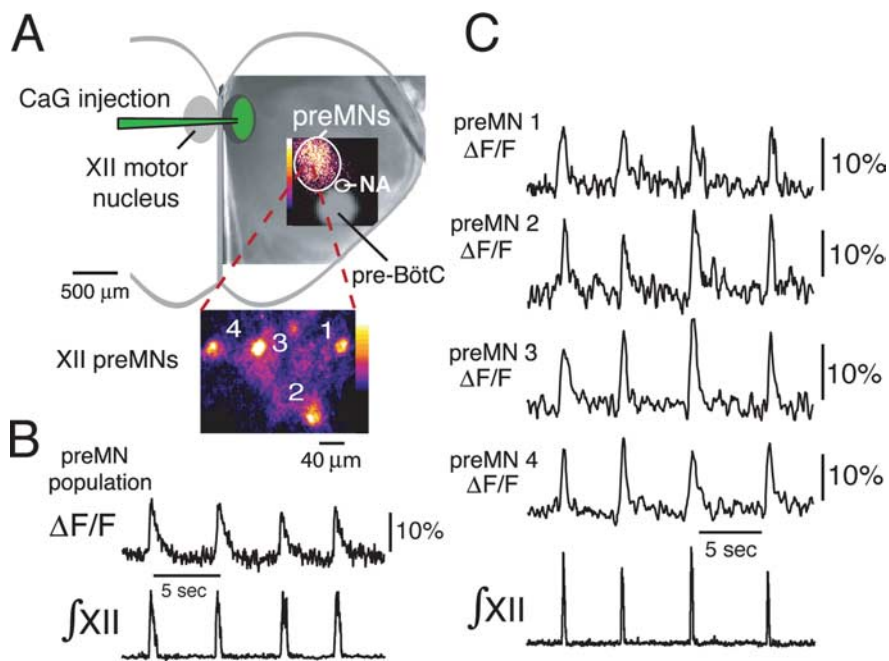 A
CaG injection
XII motor
nucleus
preMNs
NA
pre-BötC
500 µm
XII preMNs
4
3
1
2
40 µm
B
preMN
population
ΔF/F
10%
5 sec
∫XII
C
preMN 1
ΔF/F
10%
preMN 2
ΔF/F
10%
preMN 3
ΔF/F
10%
preMN 4
ΔF/F
10%
5 sec
∫XII